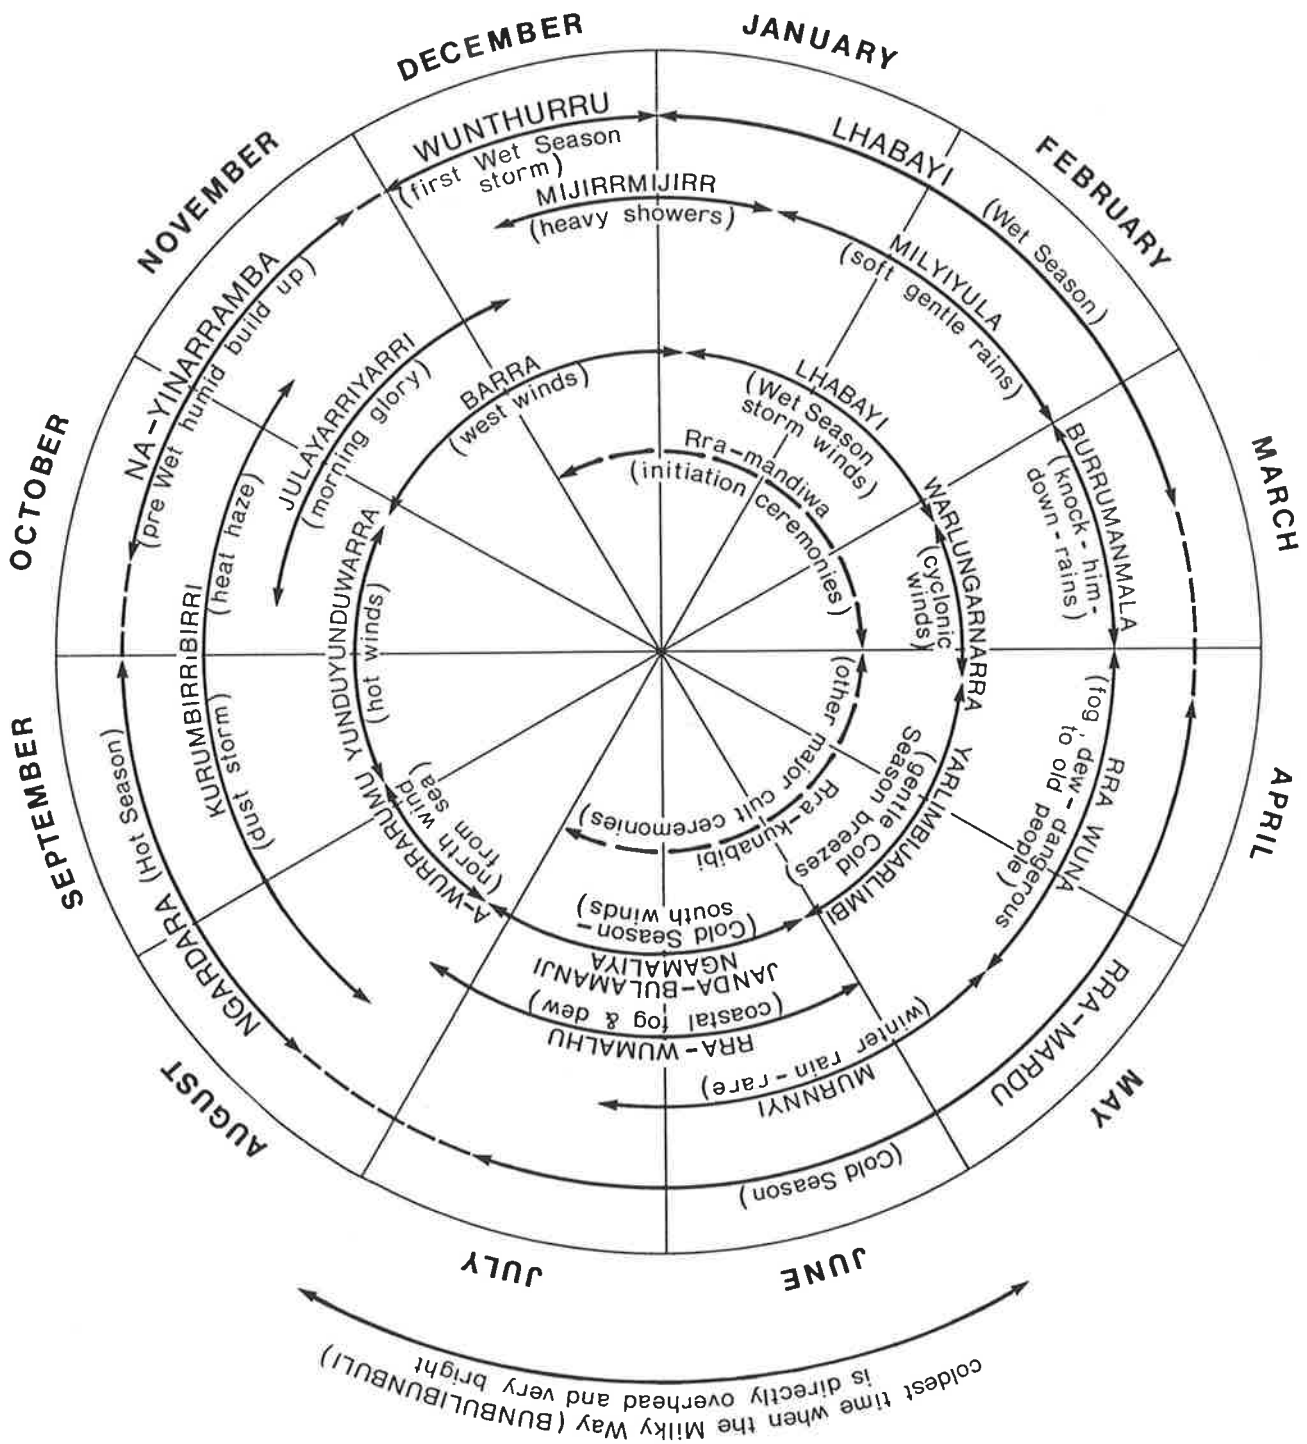 JANUARY
FEBRUARY
MARCH
APRIL
MAY
JUNE
JULY
AUGUST
SEPTEMBER
OCTOBER
NOVEMBER
DECEMBER
WUNTHURRU
(first Wet Season
storm)
LHABAYI
(Wet Season)
RRA-MARDU
(Cold Season)
NGARDARA (Hot Season)
NA-YINARRAMBA
(pre Wet humid build up)
MIJIRRMIJIRR
(heavy showers)
MILYIYULA
(soft gentle rains)
BURRUMANMALA
(knock-him-
down-rains)
RRA WUNA
(fog, dew-dangerous
to old people)
MURNNYI
(winter rain-rare)
RRA-WUMALHU
(coastal fog & dew)
JANDA-BULAMANJI
NGAMALIYA
(Cold Season-
south winds)
KURUMBIRRIBIRRI
(dust storm)
(heat haze)
JULAYARRIYARRI
(morning glory)
BARRA
(west winds)
LHABAYI
(Wet Season
storm winds)
WARLUNGARNARRA
(cyclonic
winds)
YARLIMBIJARLIMBI
(gentle Cold
Season breezes)
A-WURRARUMU
(north wind
from sea)
YUNDUYUNDUWARRA
(hot winds)
Rra-mandiwa
(initiation ceremonies)
Rra-kunabibi
(other major cult ceremonies)
coldest time when the Milky Way (BUNBULIBUNBULI)
is directly overhead and very bright